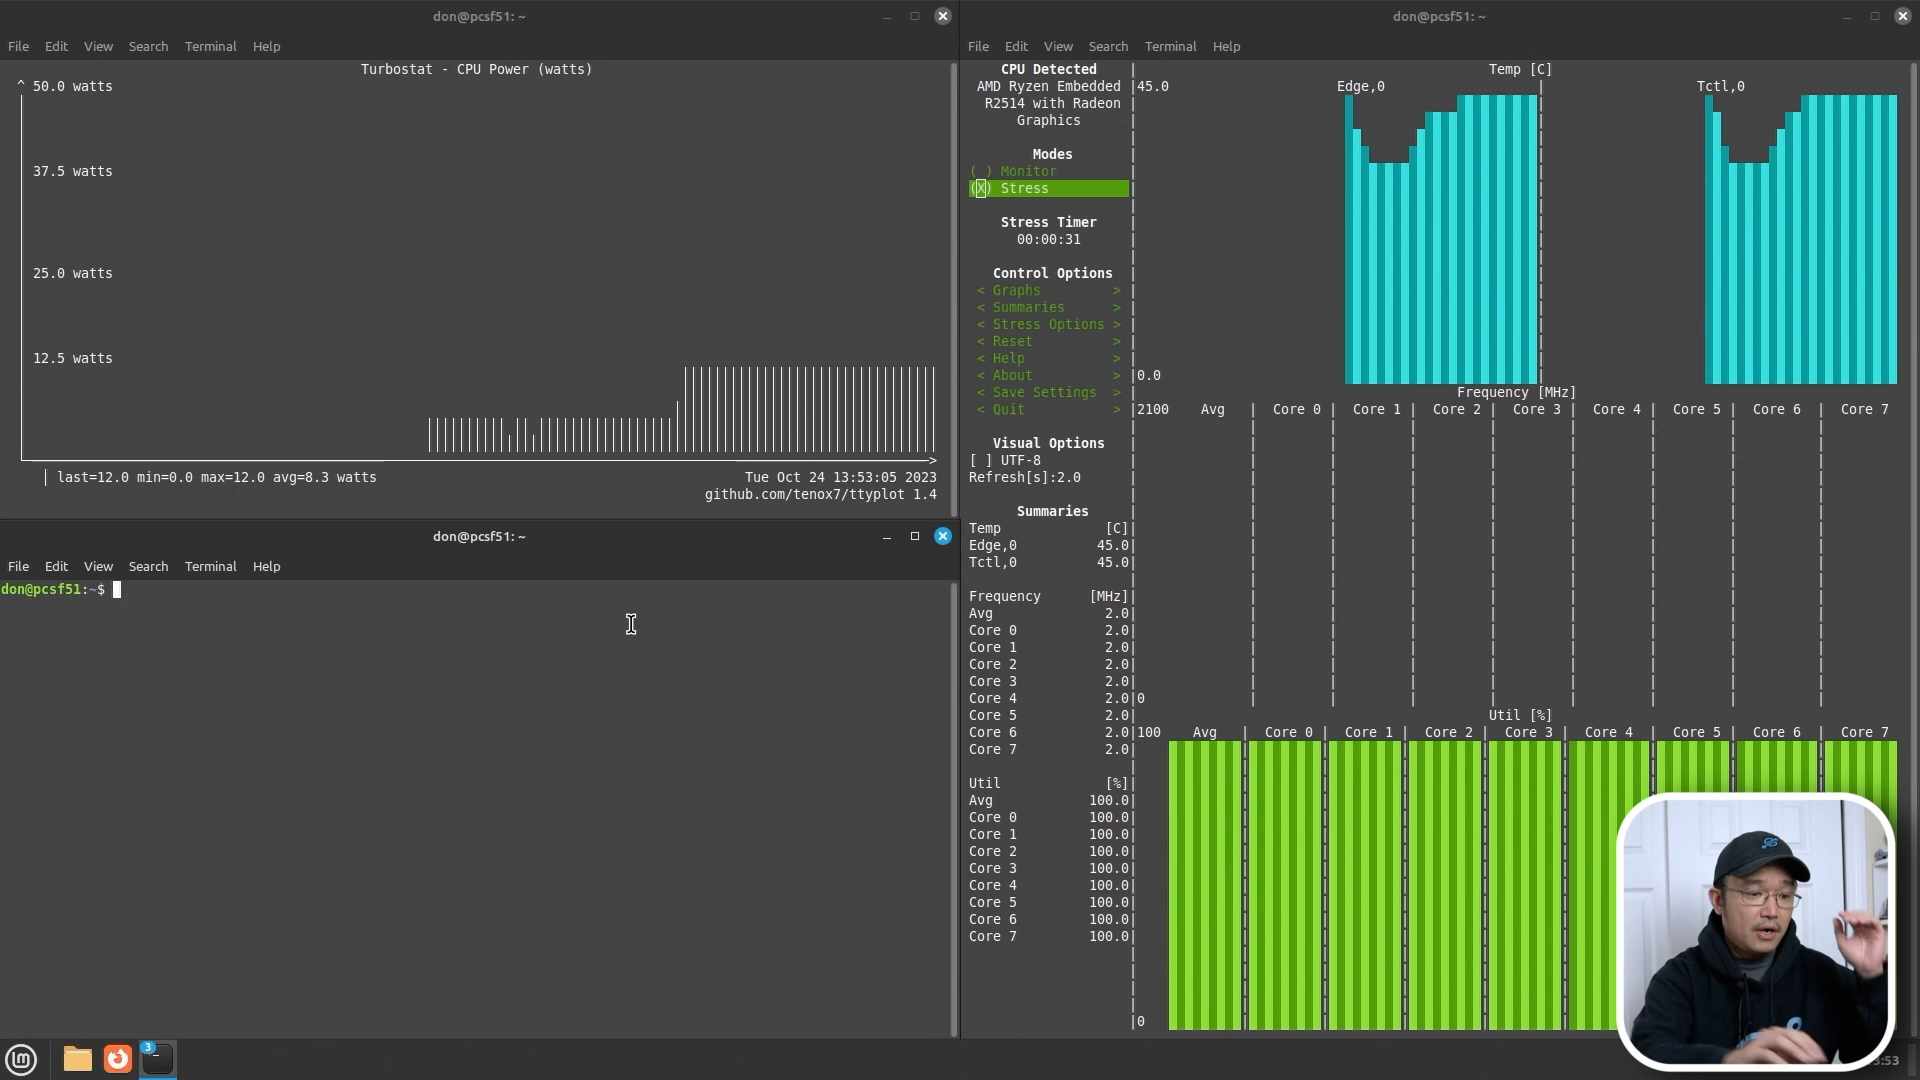 don@pcsf51: ~
File Edit View Search Terminal Help
Turbostat - CPU Power (watts)
^ 50.0 watts
37.5 watts
25.0 watts
12.5 watts
| last=12.0 min=0.0 max=12.0 avg=8.3 watts
Tue Oct 24 13:53:05 2023
github.com/tenox7/ttyplot 1.4
don@pcsf51: ~
File Edit View Search Terminal Help
don@pcsf51:~$
3
don@pcsf51: ~
File Edit View Search Terminal Help
CPU Detected
AMD Ryzen Embedded
R2514 with Radeon
Graphics
Modes
( ) Monitor
(X) Stress
Stress Timer
00:00:31
Control Options
< Graphs >
< Summaries >
< Stress Options >
< Reset >
< Help >
< About >
< Save Settings >
< Quit >
Visual Options
[ ] UTF-8
Refresh[s]:2.0
Summaries
Temp [C]
Edge,0 45.0
Tctl,0 45.0
Frequency [MHz]
Avg 2.0
Core 0 2.0
Core 1 2.0
Core 2 2.0
Core 3 2.0
Core 4 2.0
Core 5 2.0
Core 6 2.0
Core 7 2.0
Util [%]
Avg 100.0
Core 0 100.0
Core 1 100.0
Core 2 100.0
Core 3 100.0
Core 4 100.0
Core 5 100.0
Core 6 100.0
Core 7 100.0
Temp [C]
45.0 Edge,0 Tctl,0
0.0
Frequency [MHz]
2100 Avg Core 0 Core 1 Core 2 Core 3 Core 4 Core 5 Core 6 Core 7
0
Util [%]
100 Avg Core 0 Core 1 Core 2 Core 3 Core 4 Core 5 Core 6 Core 7
0